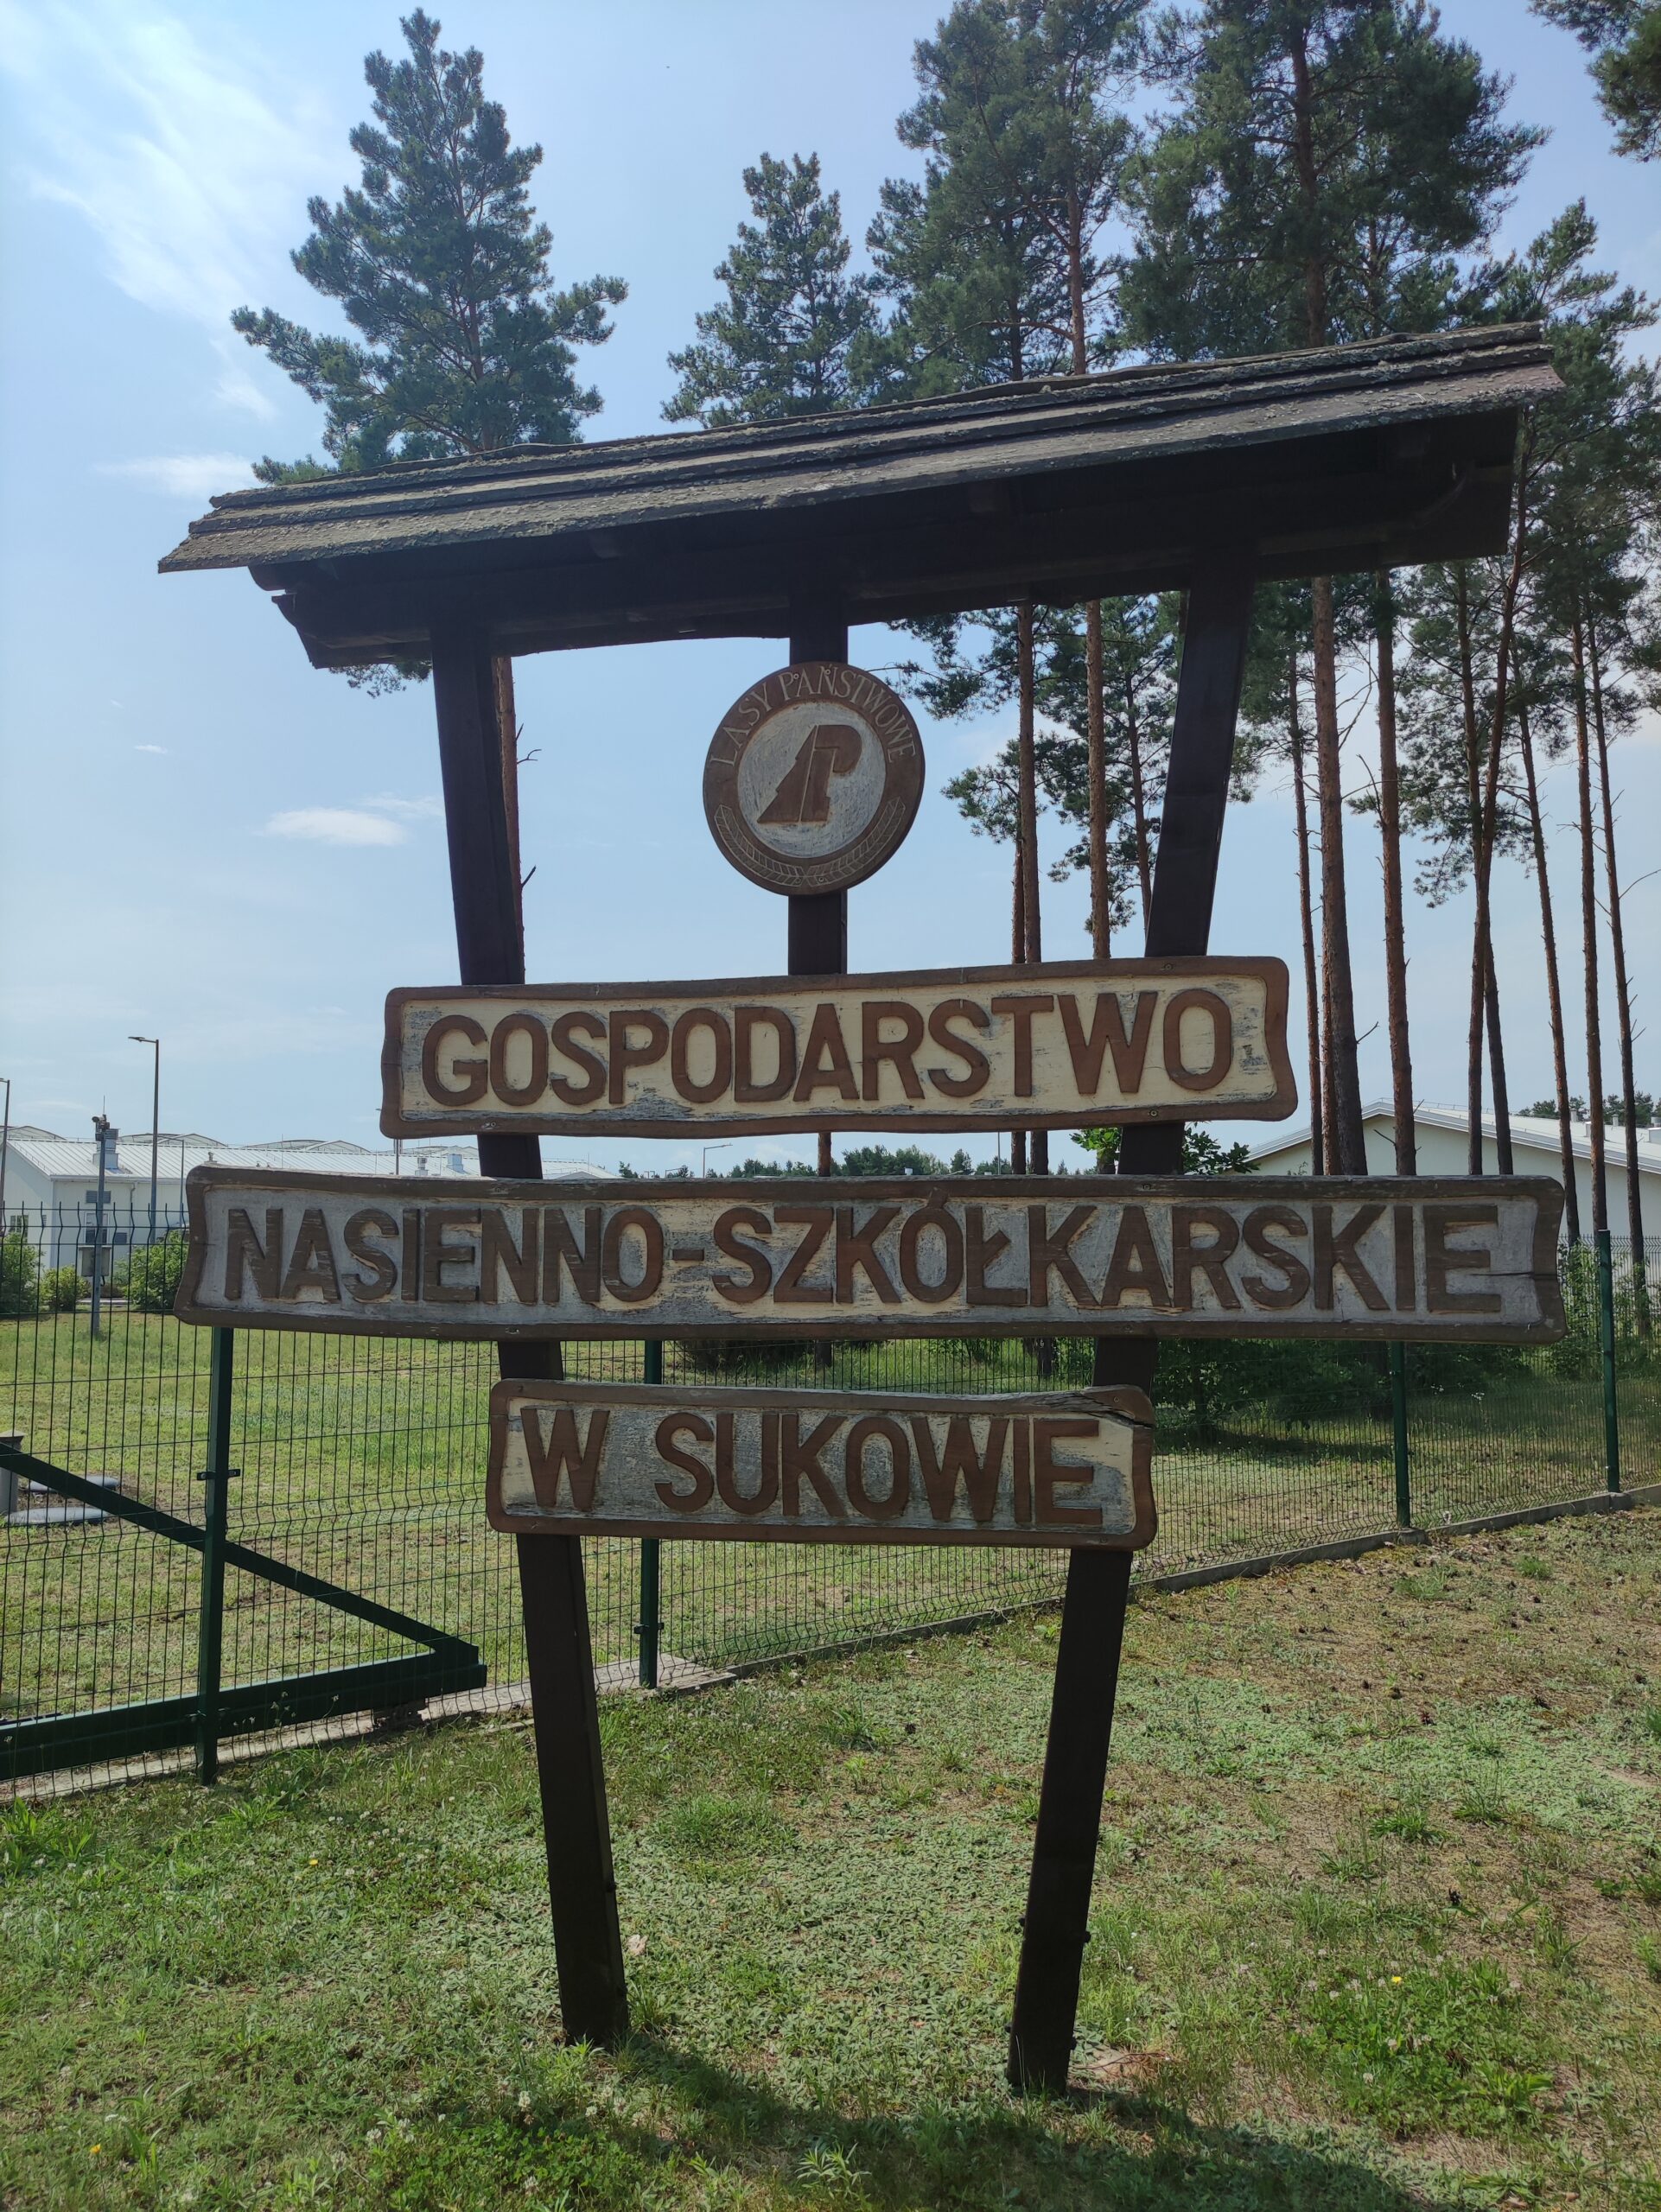 LASY PAŃSTWOWE
GOSPODARSTWO
NASIENNO-SZKÓŁKARSKIE
W SUKOWIE